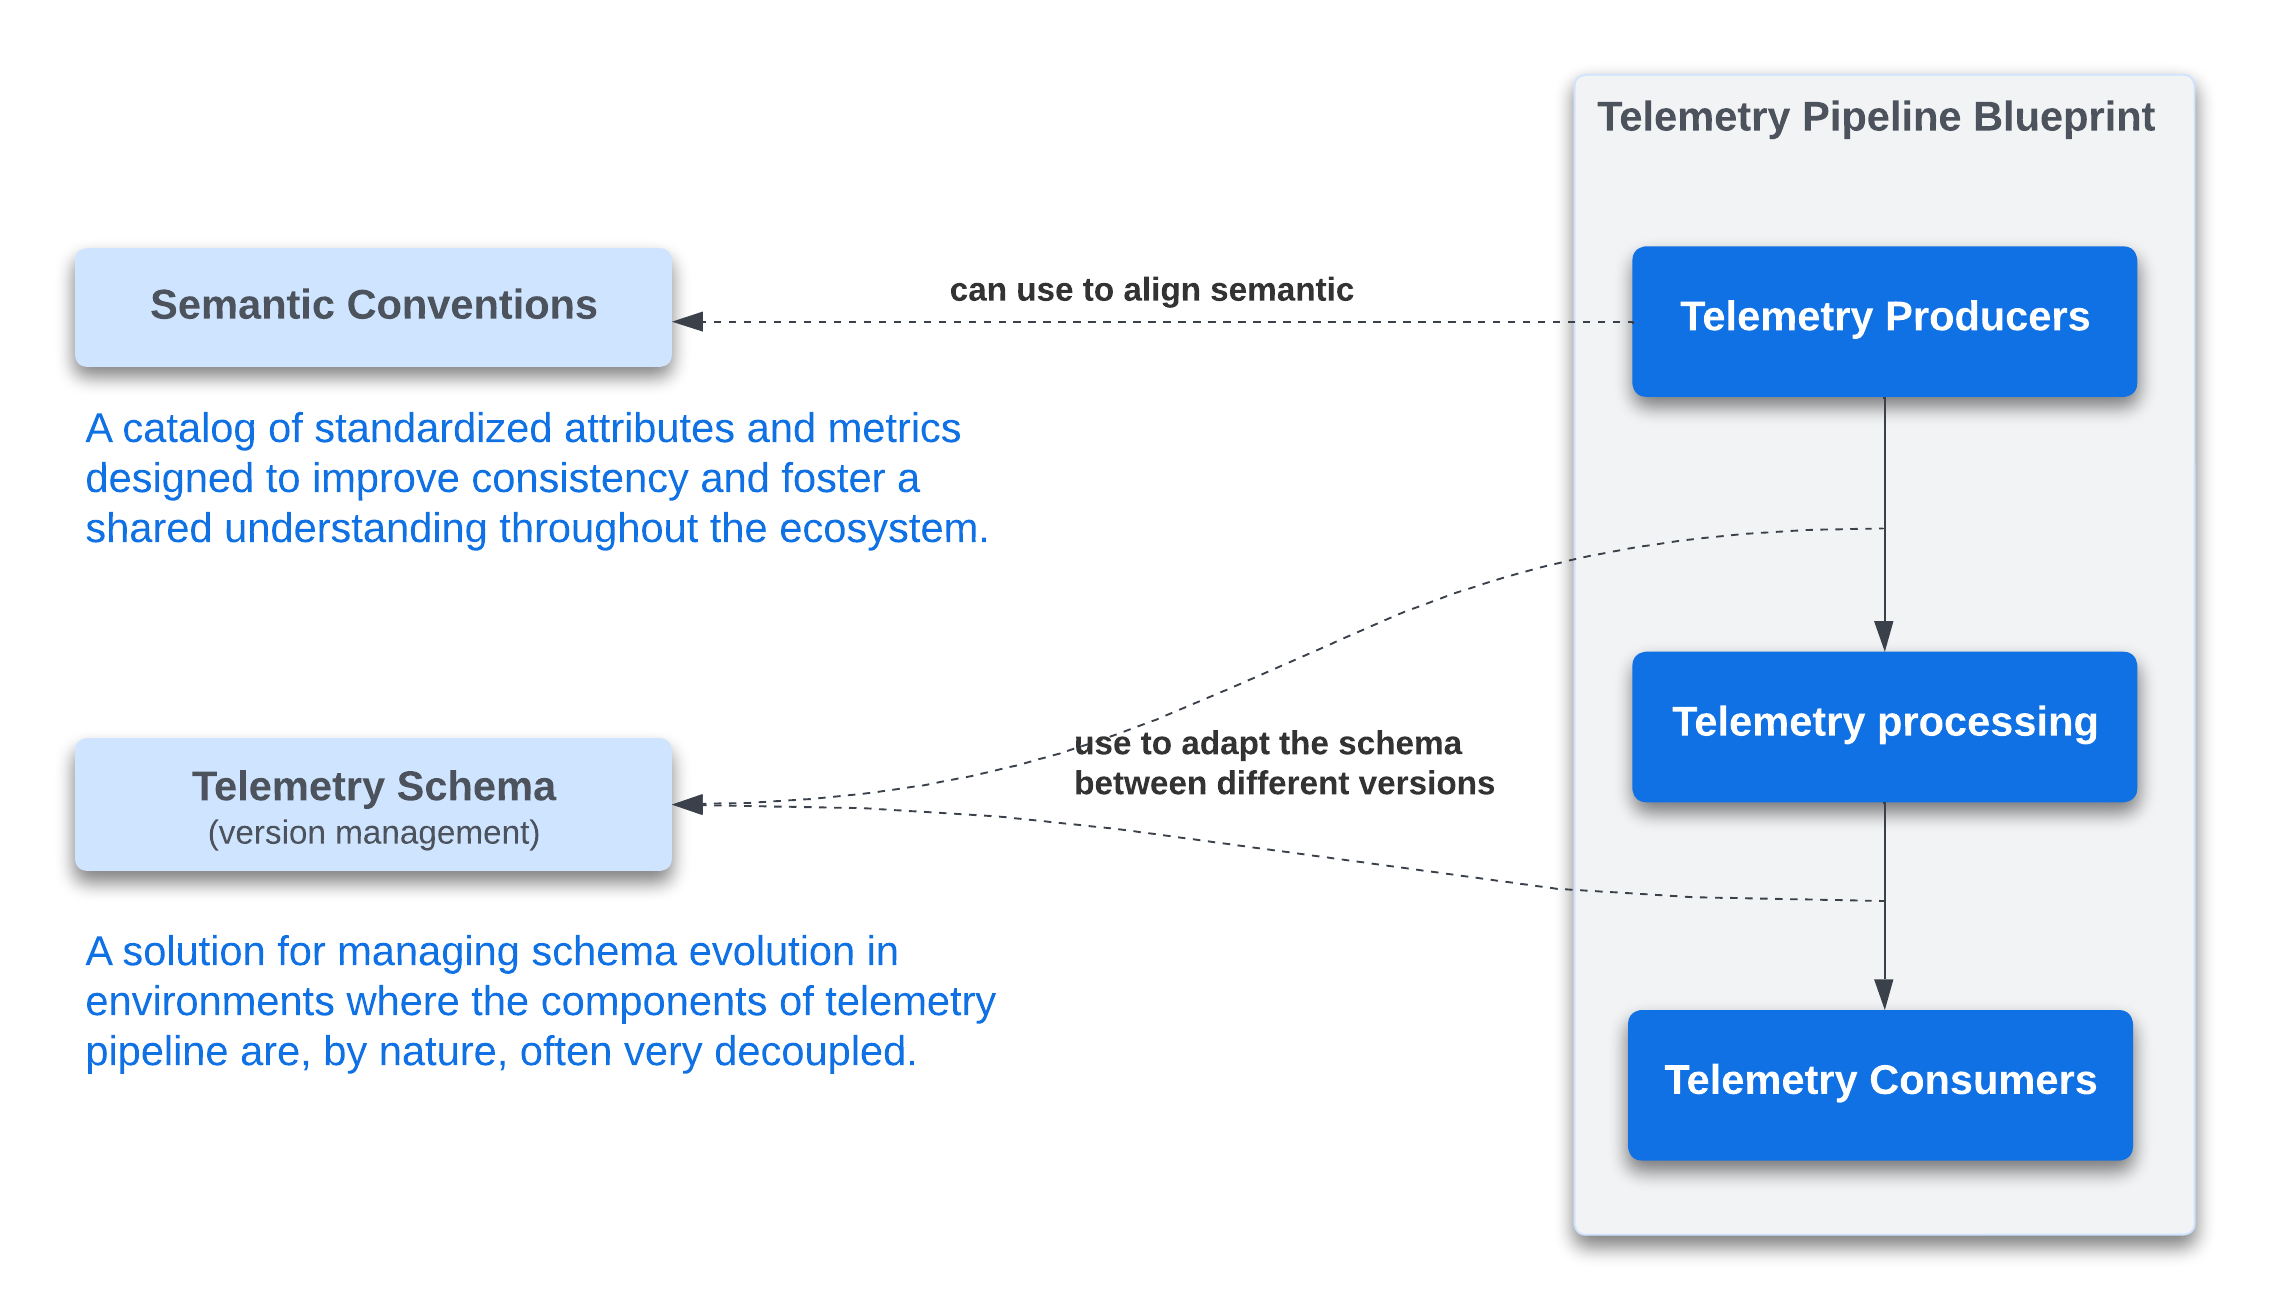 Telemetry Pipeline Blueprint
Semantic Conventions
can use to align semantic
Telemetry Producers
A catalog of standardized attributes and metrics
designed to improve consistency and foster a
shared understanding throughout the ecosystem.
Telemetry Schema
(version management)
use to adapt the schema
between different versions
Telemetry processing
A solution for managing schema evolution in
environments where the components of telemetry
pipeline are, by nature, often very decoupled.
Telemetry Consumers